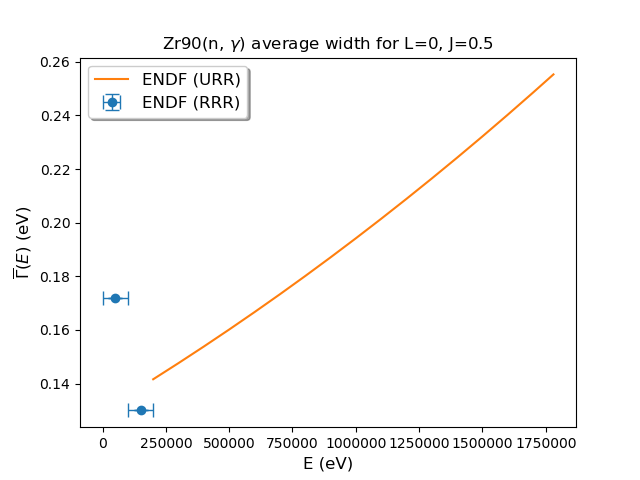 Zr90(n, γ) average width for L=0, J=0.5
ENDF (URR)
ENDF (RRR)
Γ̅(E) (eV)
0.26
0.24
0.22
0.20
0.18
0.16
0.14
0 250000 500000 750000 1000000 1250000 1500000 1750000
E (eV)